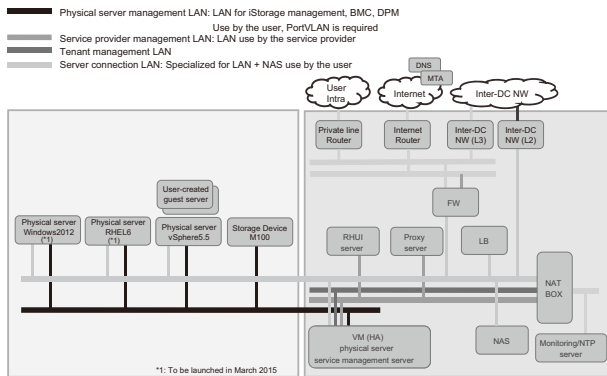 Physical server management LAN: LAN for iStorage management, BMC, DPM
Use by the user, PortVLAN is required
Service provider management LAN: LAN use by the service provider
Tenant management LAN
Server connection LAN: Specialized for LAN + NAS use by the user
DNS
MTA
User
Intra
Internet
Inter-DC NW
Private line
Router
Internet
Router
Inter-DC
NW (L3)
Inter-DC
NW (L2)
User-created
guest server
FW
Physical server
Windows2012
(*1)
Physical server
RHEL6
(*1)
Physical server
vSphere5.5
Storage Device
M100
RHUI
server
Proxy
server
LB
NAT
BOX
VM (HA)
physical server
service management server
NAS
Monitoring/NTP
server
*1: To be launched in March 2015